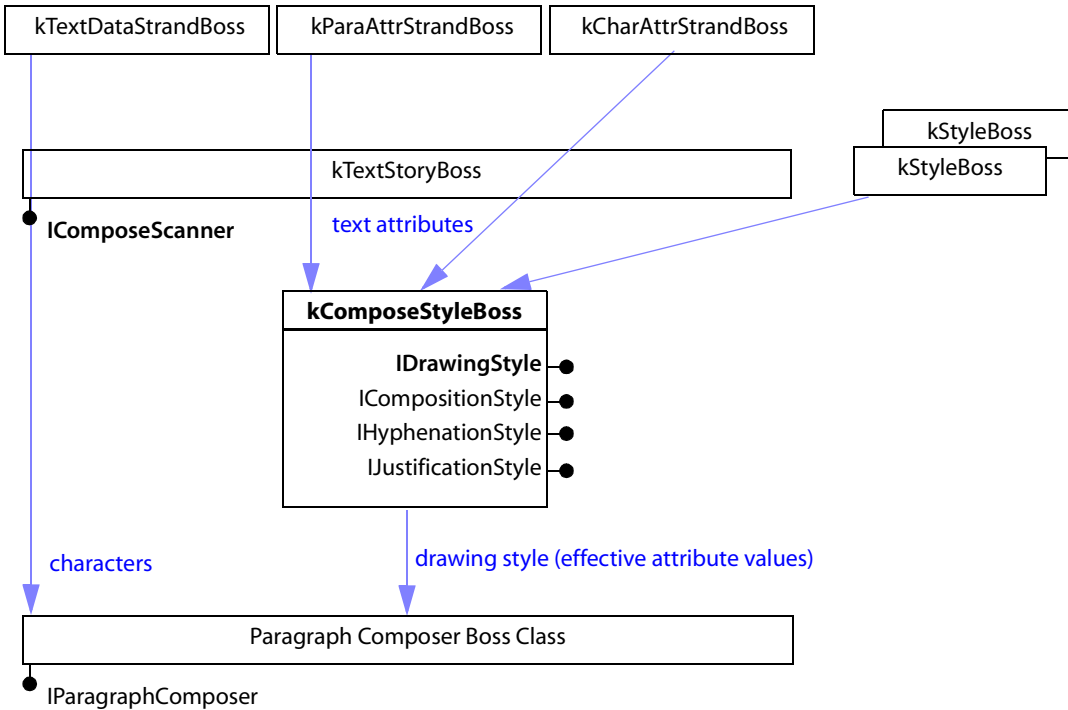 kTextDataStrandBoss
kParaAttrStrandBoss
kCharAttrStrandBoss
kStyleBoss
kStyleBoss
kTextStoryBoss
IComposeScanner
text attributes
kComposeStyleBoss
IDrawingStyle
ICompositionStyle
IHyphenationStyle
IJustificationStyle
characters
drawing style (effective attribute values)
Paragraph Composer Boss Class
IParagraphComposer